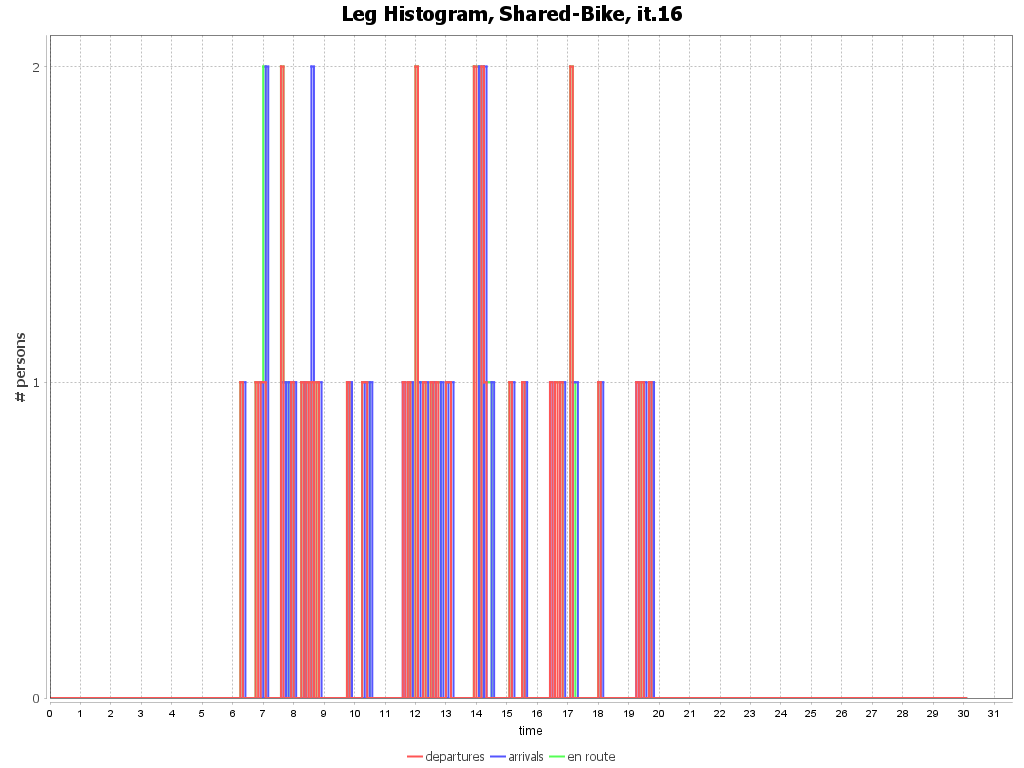 Leg Histogram, Shared-Bike, it.16
# persons
2
1
0
0 1 2 3 4 5 6 7 8 9 10 11 12 13 14 15 16 17 18 19 20 21 22 23 24 25 26 27 28 29 30 31
time
departures arrivals en route